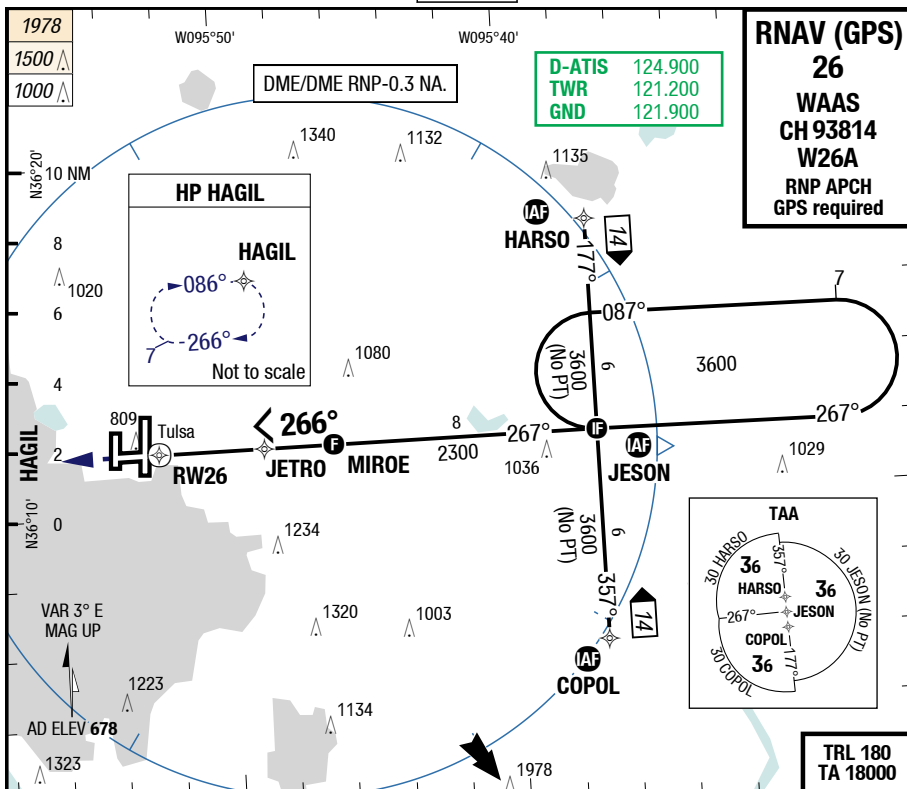 1978
1500
1000
W095°50'
W095°40'
DME/DME RNP-0.3 NA.
D-ATIS 124.900
TWR 121.200
GND 121.900
RNAV (GPS)
26
WAAS
CH 93814
W26A
RNP APCH
GPS required
N36°20'
10 NM
8
6
4
2
0
N36°10'
1340
1132
1135
HP HAGIL
HAGIL
086°
266°
7
Not to scale
1020
1080
IAF
HARSO
14
177°
087°
7
3600
(No PT)
6
3600
267°
809
Tulsa
266°
8
267°
IF
HAGIL
RW26
JETRO
F
MIROE
2300
1036
IAF
JESON
1029
1234
3600
(No PT)
6
357°
14
IAF
COPOL
1320
1003
TAA
30 HARSO
357°
36
HARSO
36
30 JESON (No PT)
267°
JESON
COPOL
36
177°
30 COPOL
VAR 3° E
MAG UP
1223
1134
AD ELEV 678
1323
1978
TRL 180
TA 18000